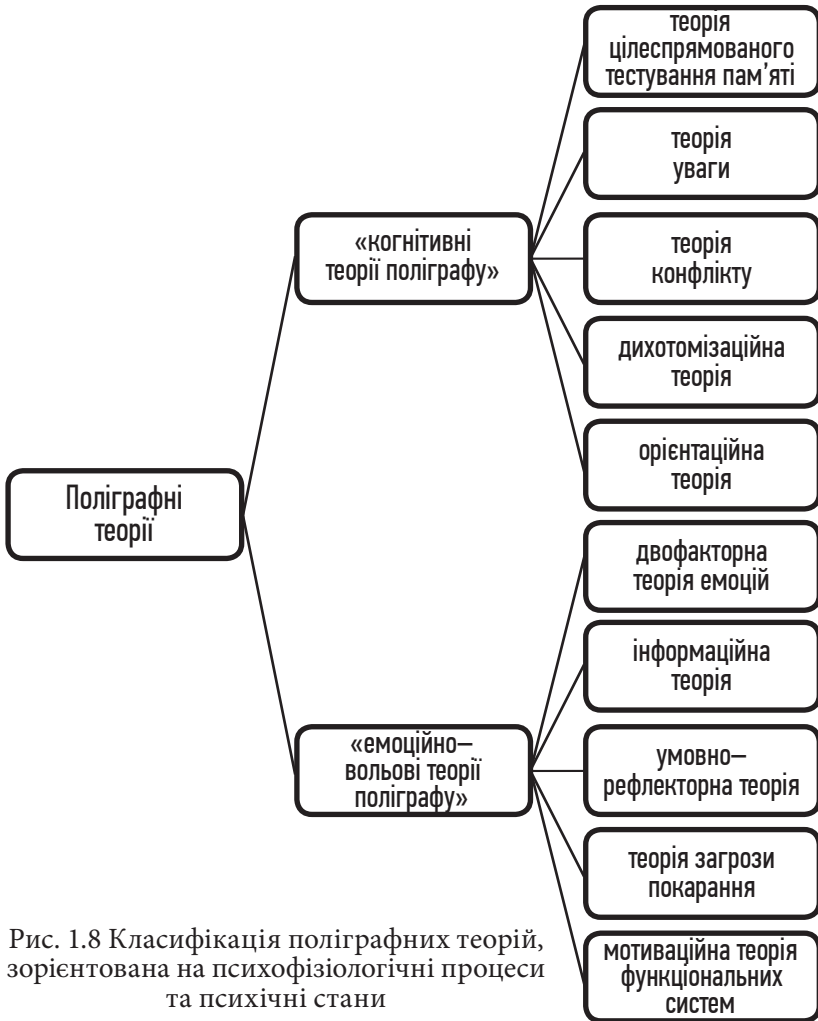 теорія
цілеспрямованого
тестування пам’яті
теорія
уваги
«когнітивні
теорії поліграфу»
теорія
конфлікту
дихотомізаційна
теорія
орієнтаційна
теорія
Поліграфні
теорії
двофакторна
теорія емоцій
інформаційна
теорія
«емоційно–
вольові теорії
поліграфу»
умовно–
рефлекторна теорія
теорія загрози
покарання
мотиваційна теорія
функціональних
систем
Рис. 1.8 Класифікація поліграфних теорій,
зорієнтована на психофізіологічні процеси
та психічні стани